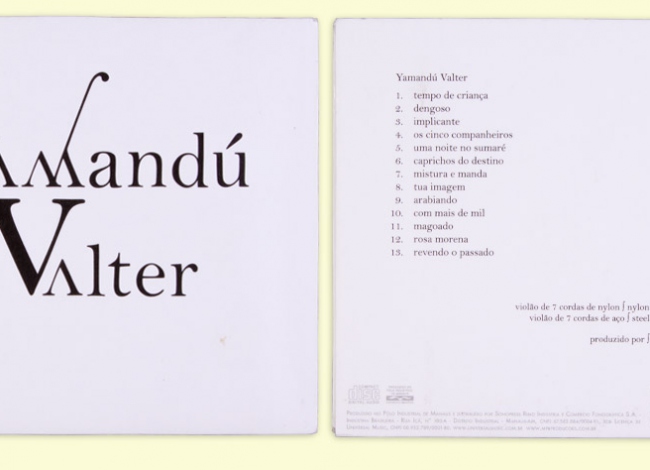 Yamandú
Valter
Yamandú Valter
1. tempo de criança
2. dengoso
3. implicante
4. os cinco companheiros
5. uma noite no sumaré
6. caprichos do destino
7. mistura e manda
8. tua imagem
9. arabiando
10. com mais de mil
11. magoado
12. rosa morena
13. revendo o passado
violão de 7 cordas de nylon ∫ nylon
violão de 7 cordas de aço ∫ steel
produzido por ∫